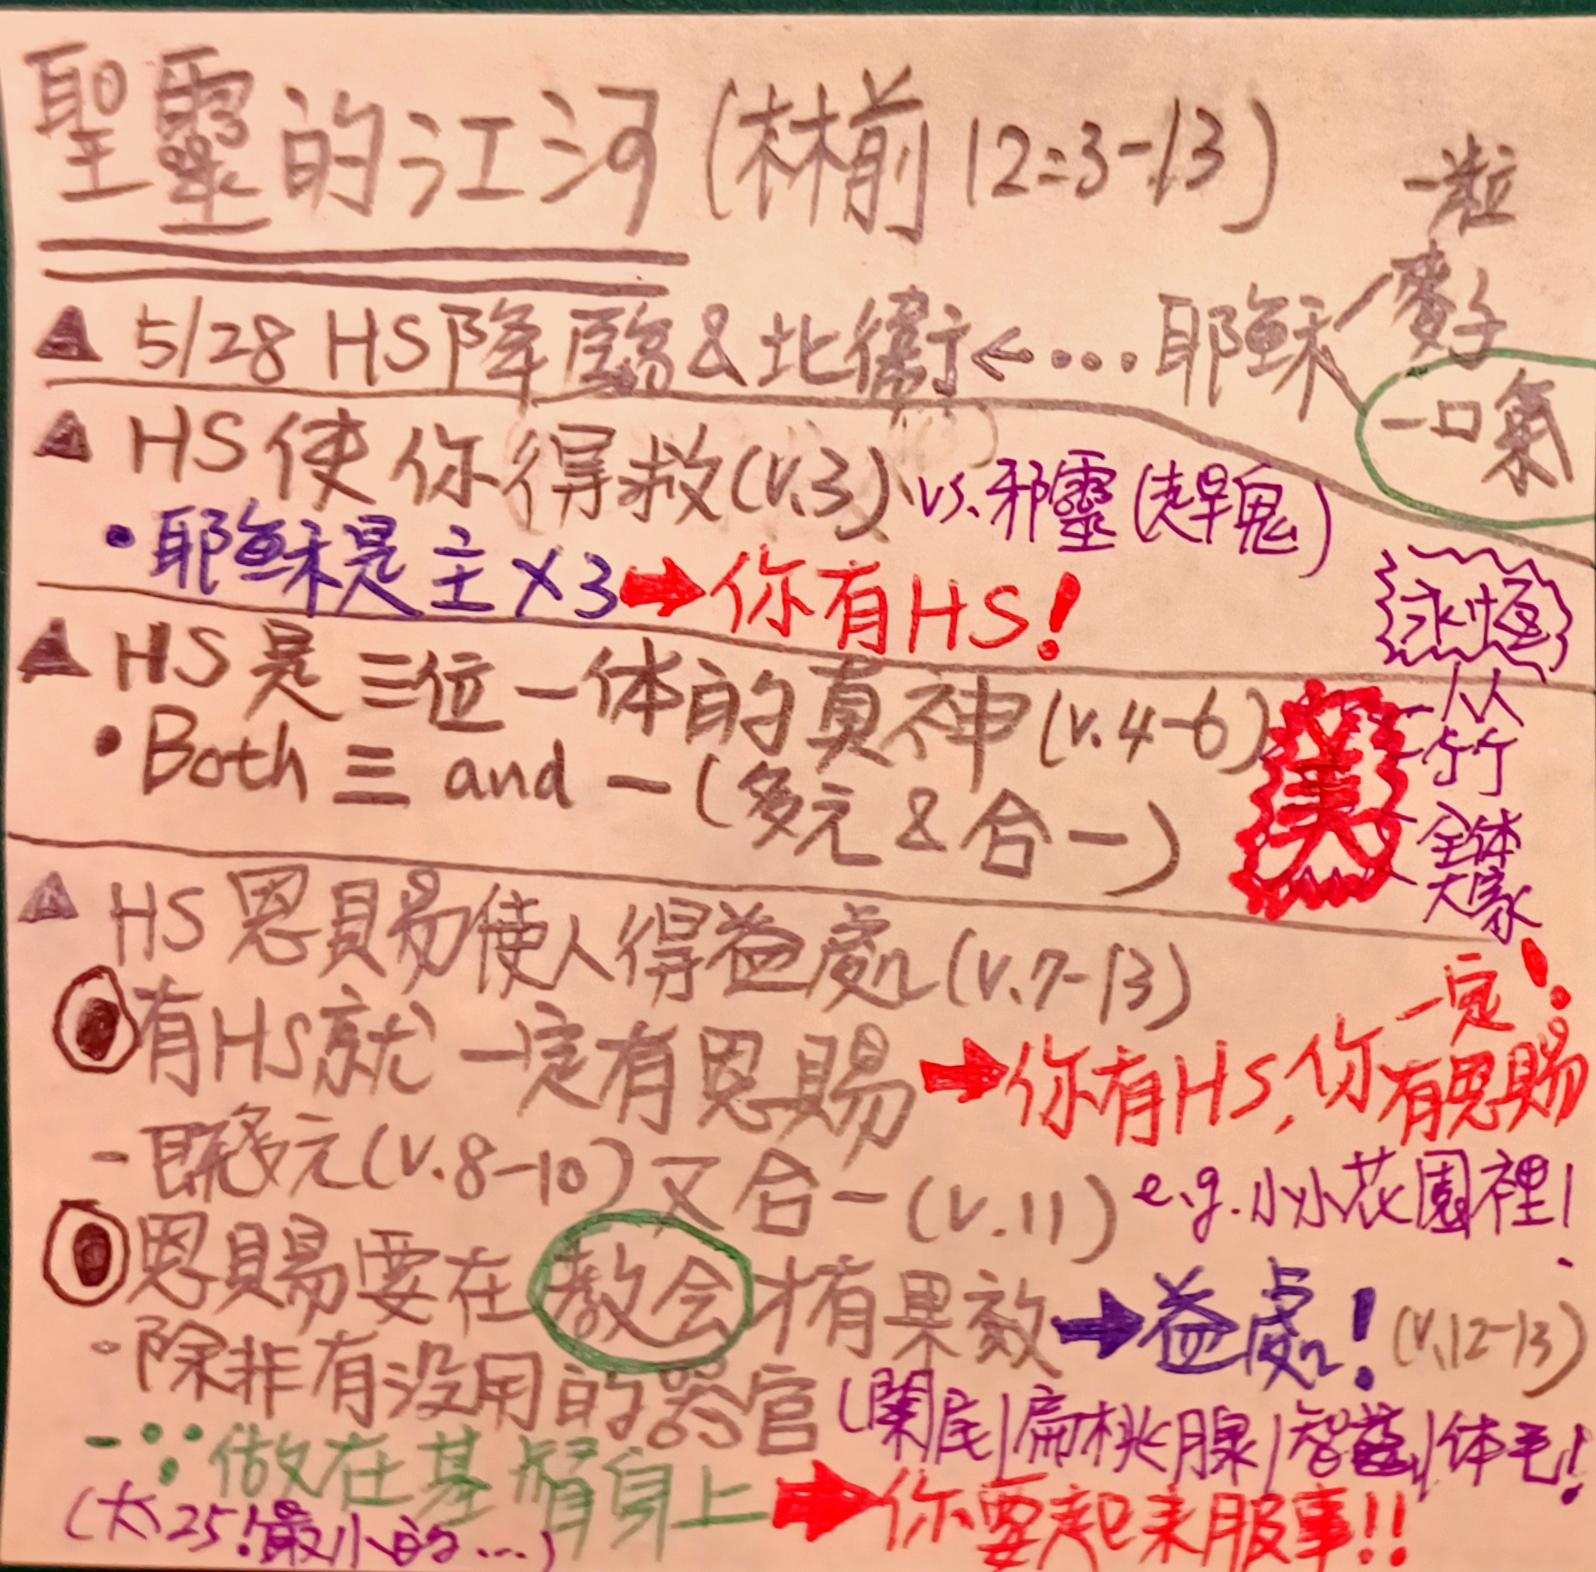 聖靈的江河 (林前 12:3-13)
一粒
麥子
▲ 5/28 HS降臨 & 北衛 <.... 耶穌
一口氣
▲ HS 使你得救 (v.3) vs. 邪靈 (趕鬼)
• 耶穌是主 X3 ➡ 你有HS!
永恆
▲ HS是三位一体的真神 (v.4-6)
• Both 三 and 一 (多元 & 合一)
美
人人
行行
全体
大家
▲ HS 恩賜使人得益處 (v.7-13)
有HS就一定有恩賜 ➡ 你有HS, 你一定有恩賜!
- 既多元 (v.8-10) 又合一 (v.11) e.g. 小小花園裡
恩賜要在教会才有果效 ➡ 益處! (v.12-13)
- 除非有沒用的器官 (闌尾/扁桃腺/智齒/体毛!)
- ∵ 做在基督身上 ➡ 你要起來服事!!
(太25! 最小的...)